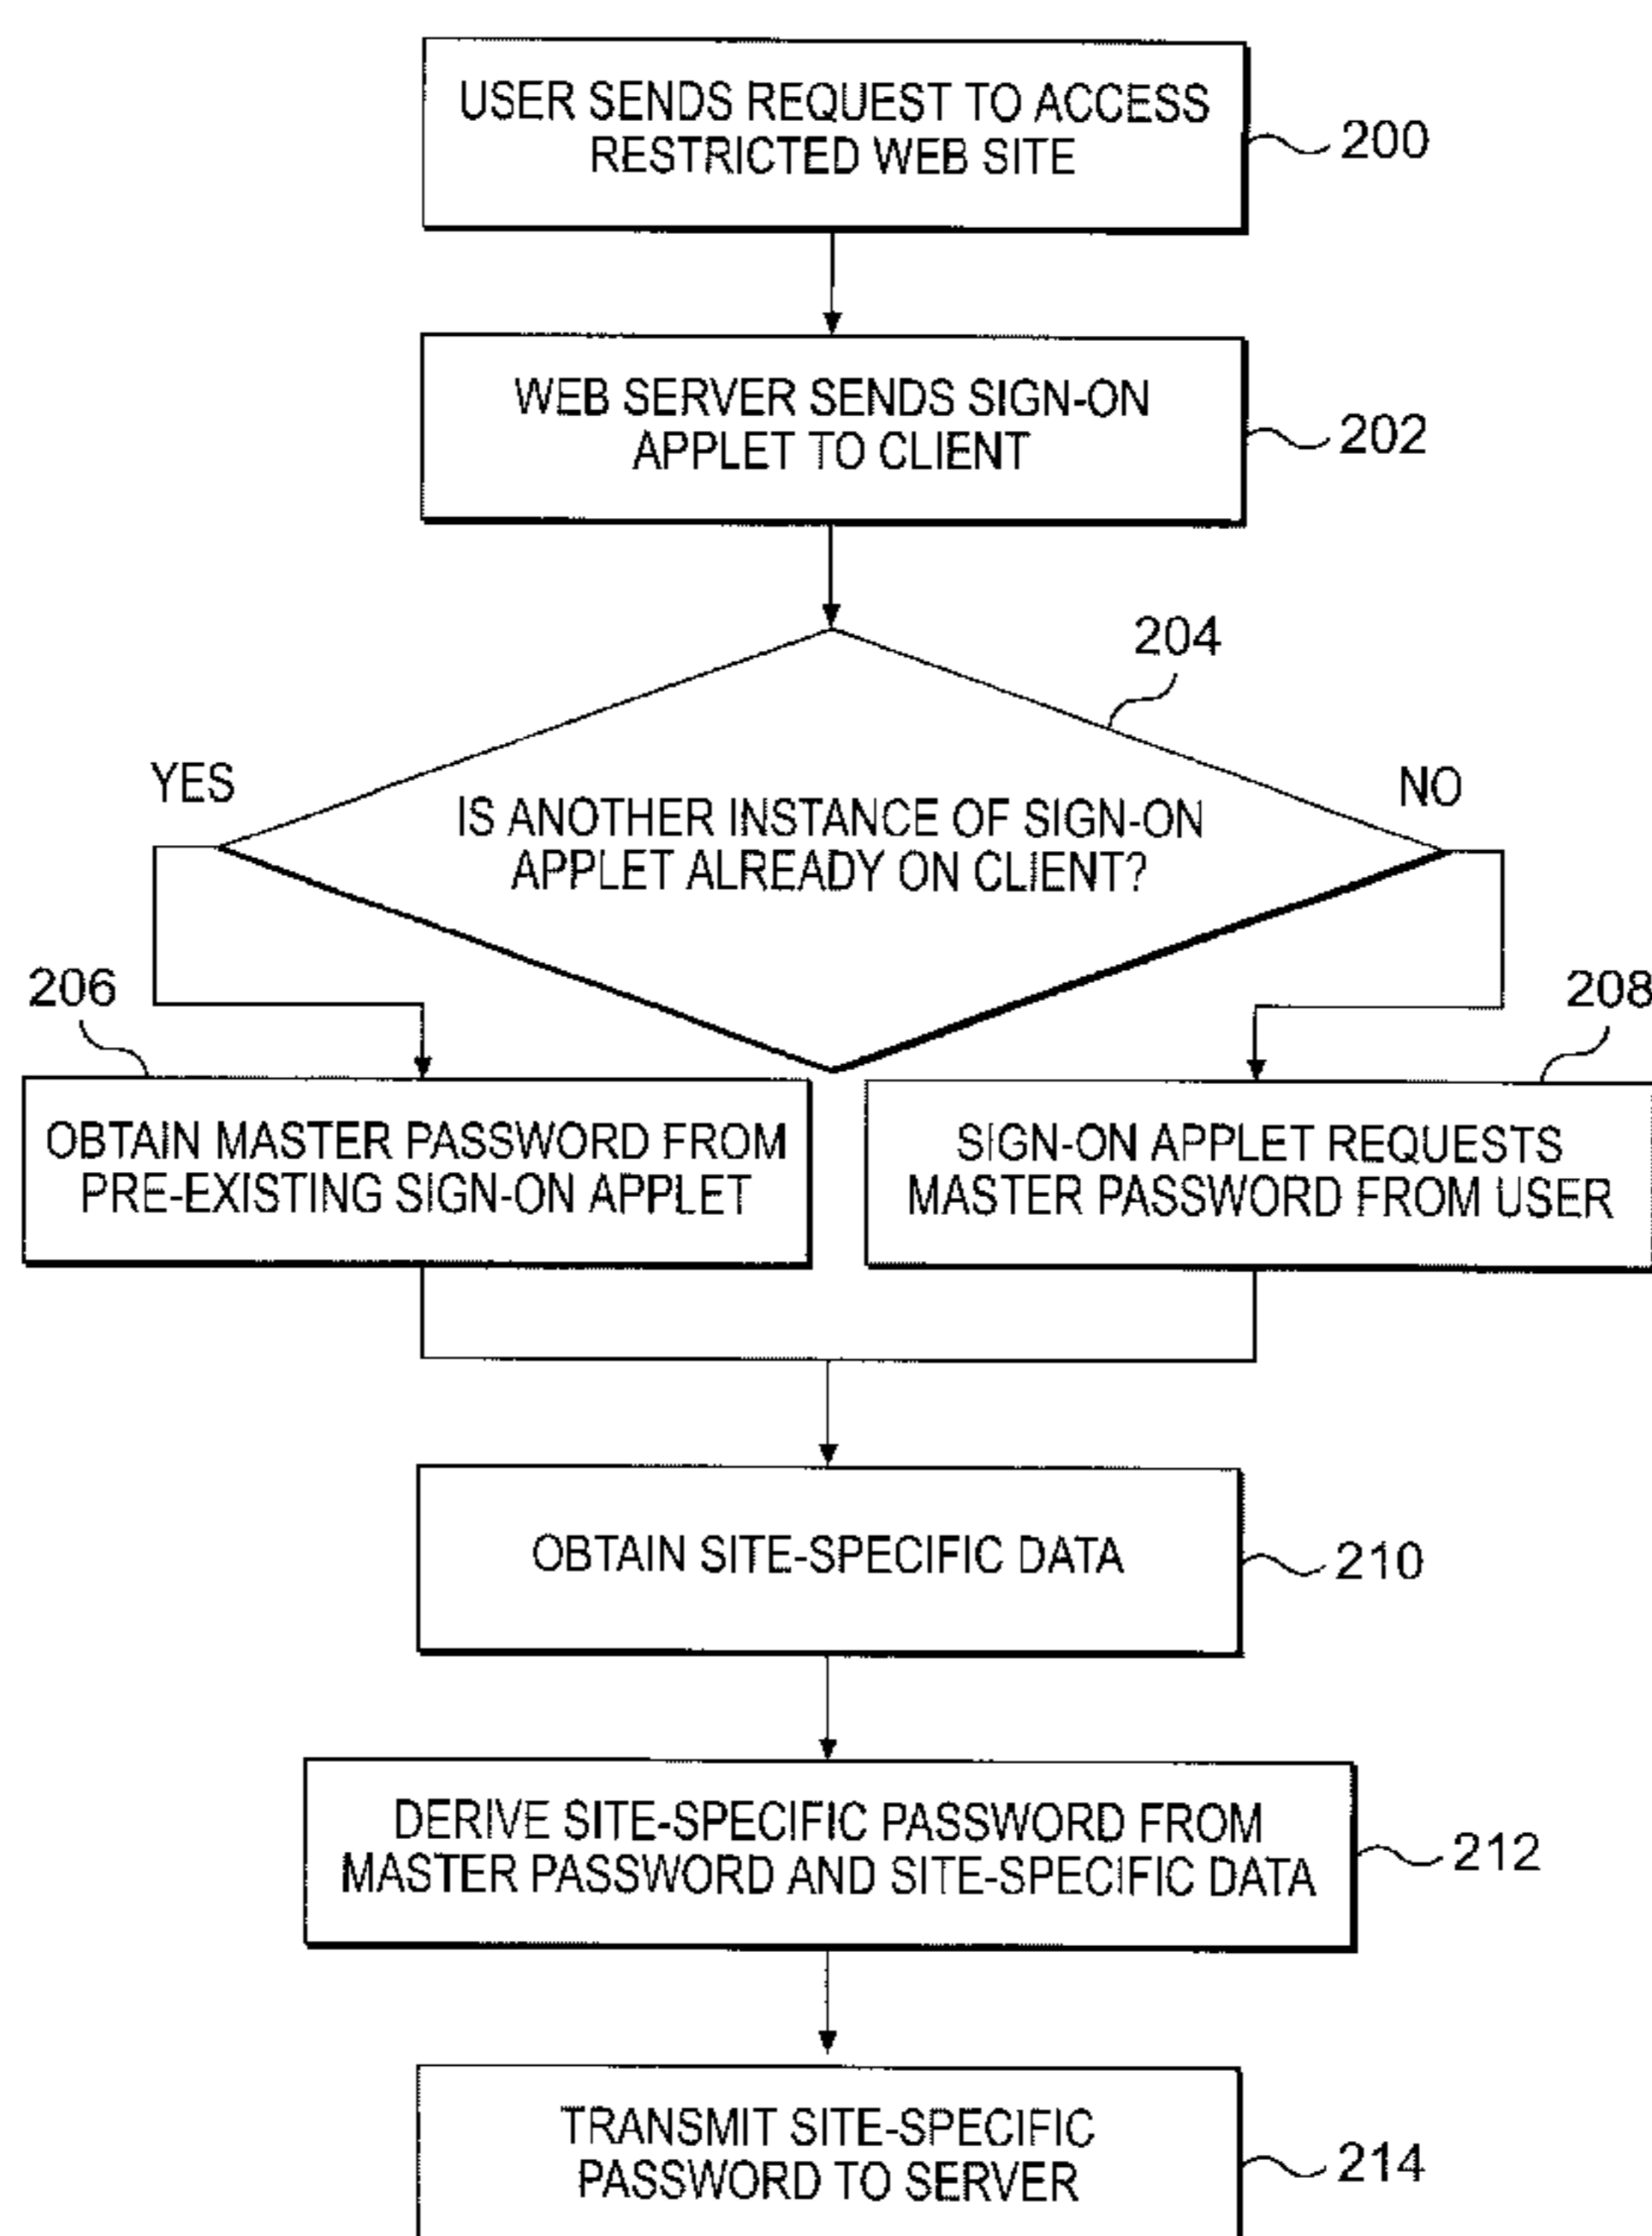 USER SENDS REQUEST TO ACCESS
RESTRICTED WEB SITE
200
WEB SERVER SENDS SIGN-ON
APPLET TO CLIENT
202
204
YES
NO
IS ANOTHER INSTANCE OF SIGN-ON
APPLET ALREADY ON CLIENT?
206
208
OBTAIN MASTER PASSWORD FROM
PRE-EXISTING SIGN-ON APPLET
SIGN-ON APPLET REQUESTS
MASTER PASSWORD FROM USER
OBTAIN SITE-SPECIFIC DATA
210
DERIVE SITE-SPECIFIC PASSWORD FROM
MASTER PASSWORD AND SITE-SPECIFIC DATA
212
TRANSMIT SITE-SPECIFIC
PASSWORD TO SERVER
214